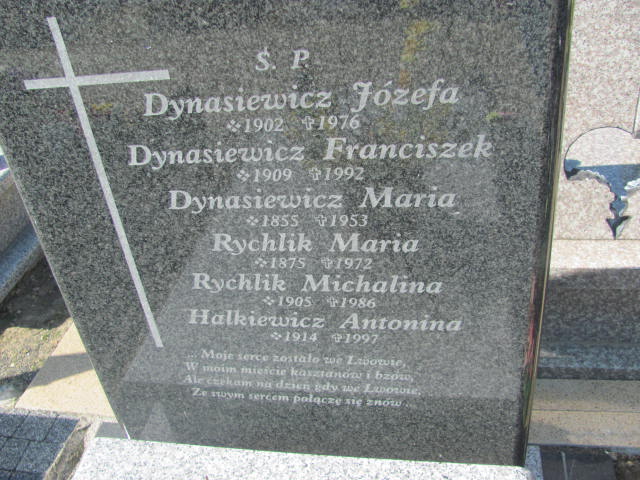 Ś. P.
Dynasiewicz Józefa
1902 1976
Dynasiewicz Franciszek
1909 1992
Dynasiewicz Maria
1855 1953
Rychlik Maria
1875 1972
Rychlik Michalina
1905 1986
Halkiewicz Antonina
1914 1997
... Moje serce zostało we Lwowie,
W moim mieście kasztanów i bzów,
Ale czekam na dzień gdy we Lwowie,
Ze swym sercem połączę się znów ...